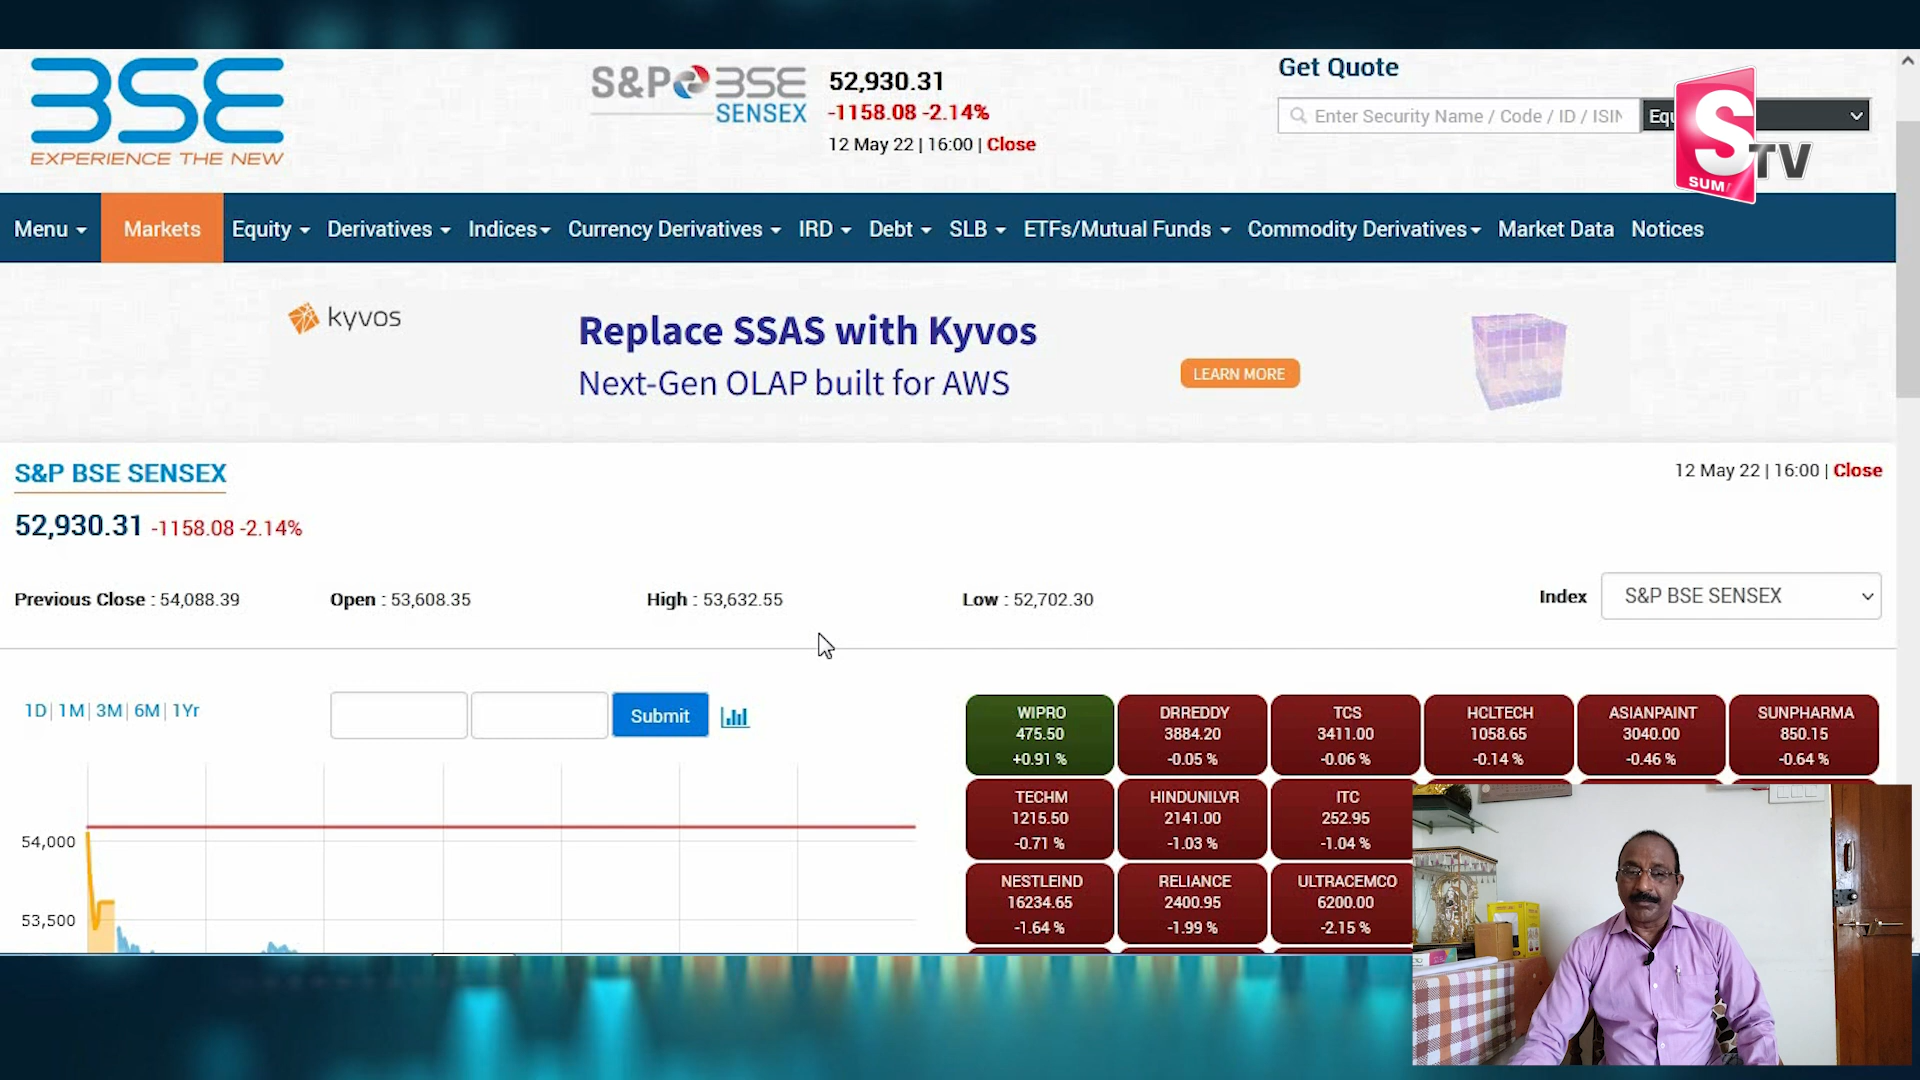 BSE
EXPERIENCE THE NEW
S&P BSE
SENSEX
52,930.31
-1158.08 -2.14%
12 May 22 | 16:00 | Close
Get Quote
Enter Security Name / Code / ID / ISIN
Equ
S TV
SUM
Menu
Markets
Equity
Derivatives
Indices
Currency Derivatives
IRD
Debt
SLB
ETFs/Mutual Funds
Commodity Derivatives
Market Data
Notices
kyvos
Replace SSAS with Kyvos
Next-Gen OLAP built for AWS
LEARN MORE
S&P BSE SENSEX
12 May 22 | 16:00 | Close
52,930.31 -1158.08 -2.14%
Previous Close : 54,088.39
Open : 53,608.35
High : 53,632.55
Low : 52,702.30
Index
S&P BSE SENSEX
1D| 1M| 3M| 6M| 1Yr
Submit
54,000
53,500
WIPRO
475.50
+0.91 %
DRREDDY
3884.20
-0.05 %
TCS
3411.00
-0.06 %
HCLTECH
1058.65
-0.14 %
ASIANPAINT
3040.00
-0.46 %
SUNPHARMA
850.15
-0.64 %
TECHM
1215.50
-0.71 %
HINDUNILVR
2141.00
-1.03 %
ITC
252.95
-1.04 %
NESTLEIND
16234.65
-1.64 %
RELIANCE
2400.95
-1.99 %
ULTRACEMCO
6200.00
-2.15 %